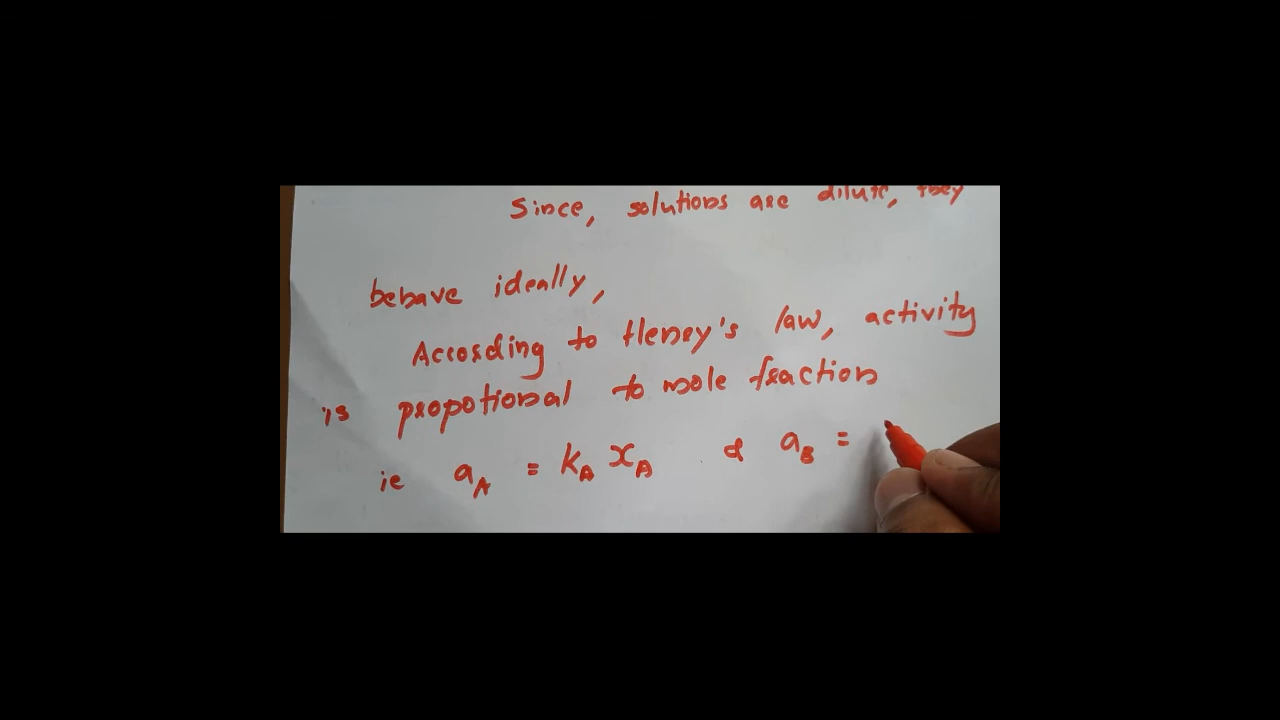 Since, solutions are dilute, they
behave ideally,
According to Henry's law, activity
is propotional to mole fraction
ie a_A = k_A x_A & a_B =